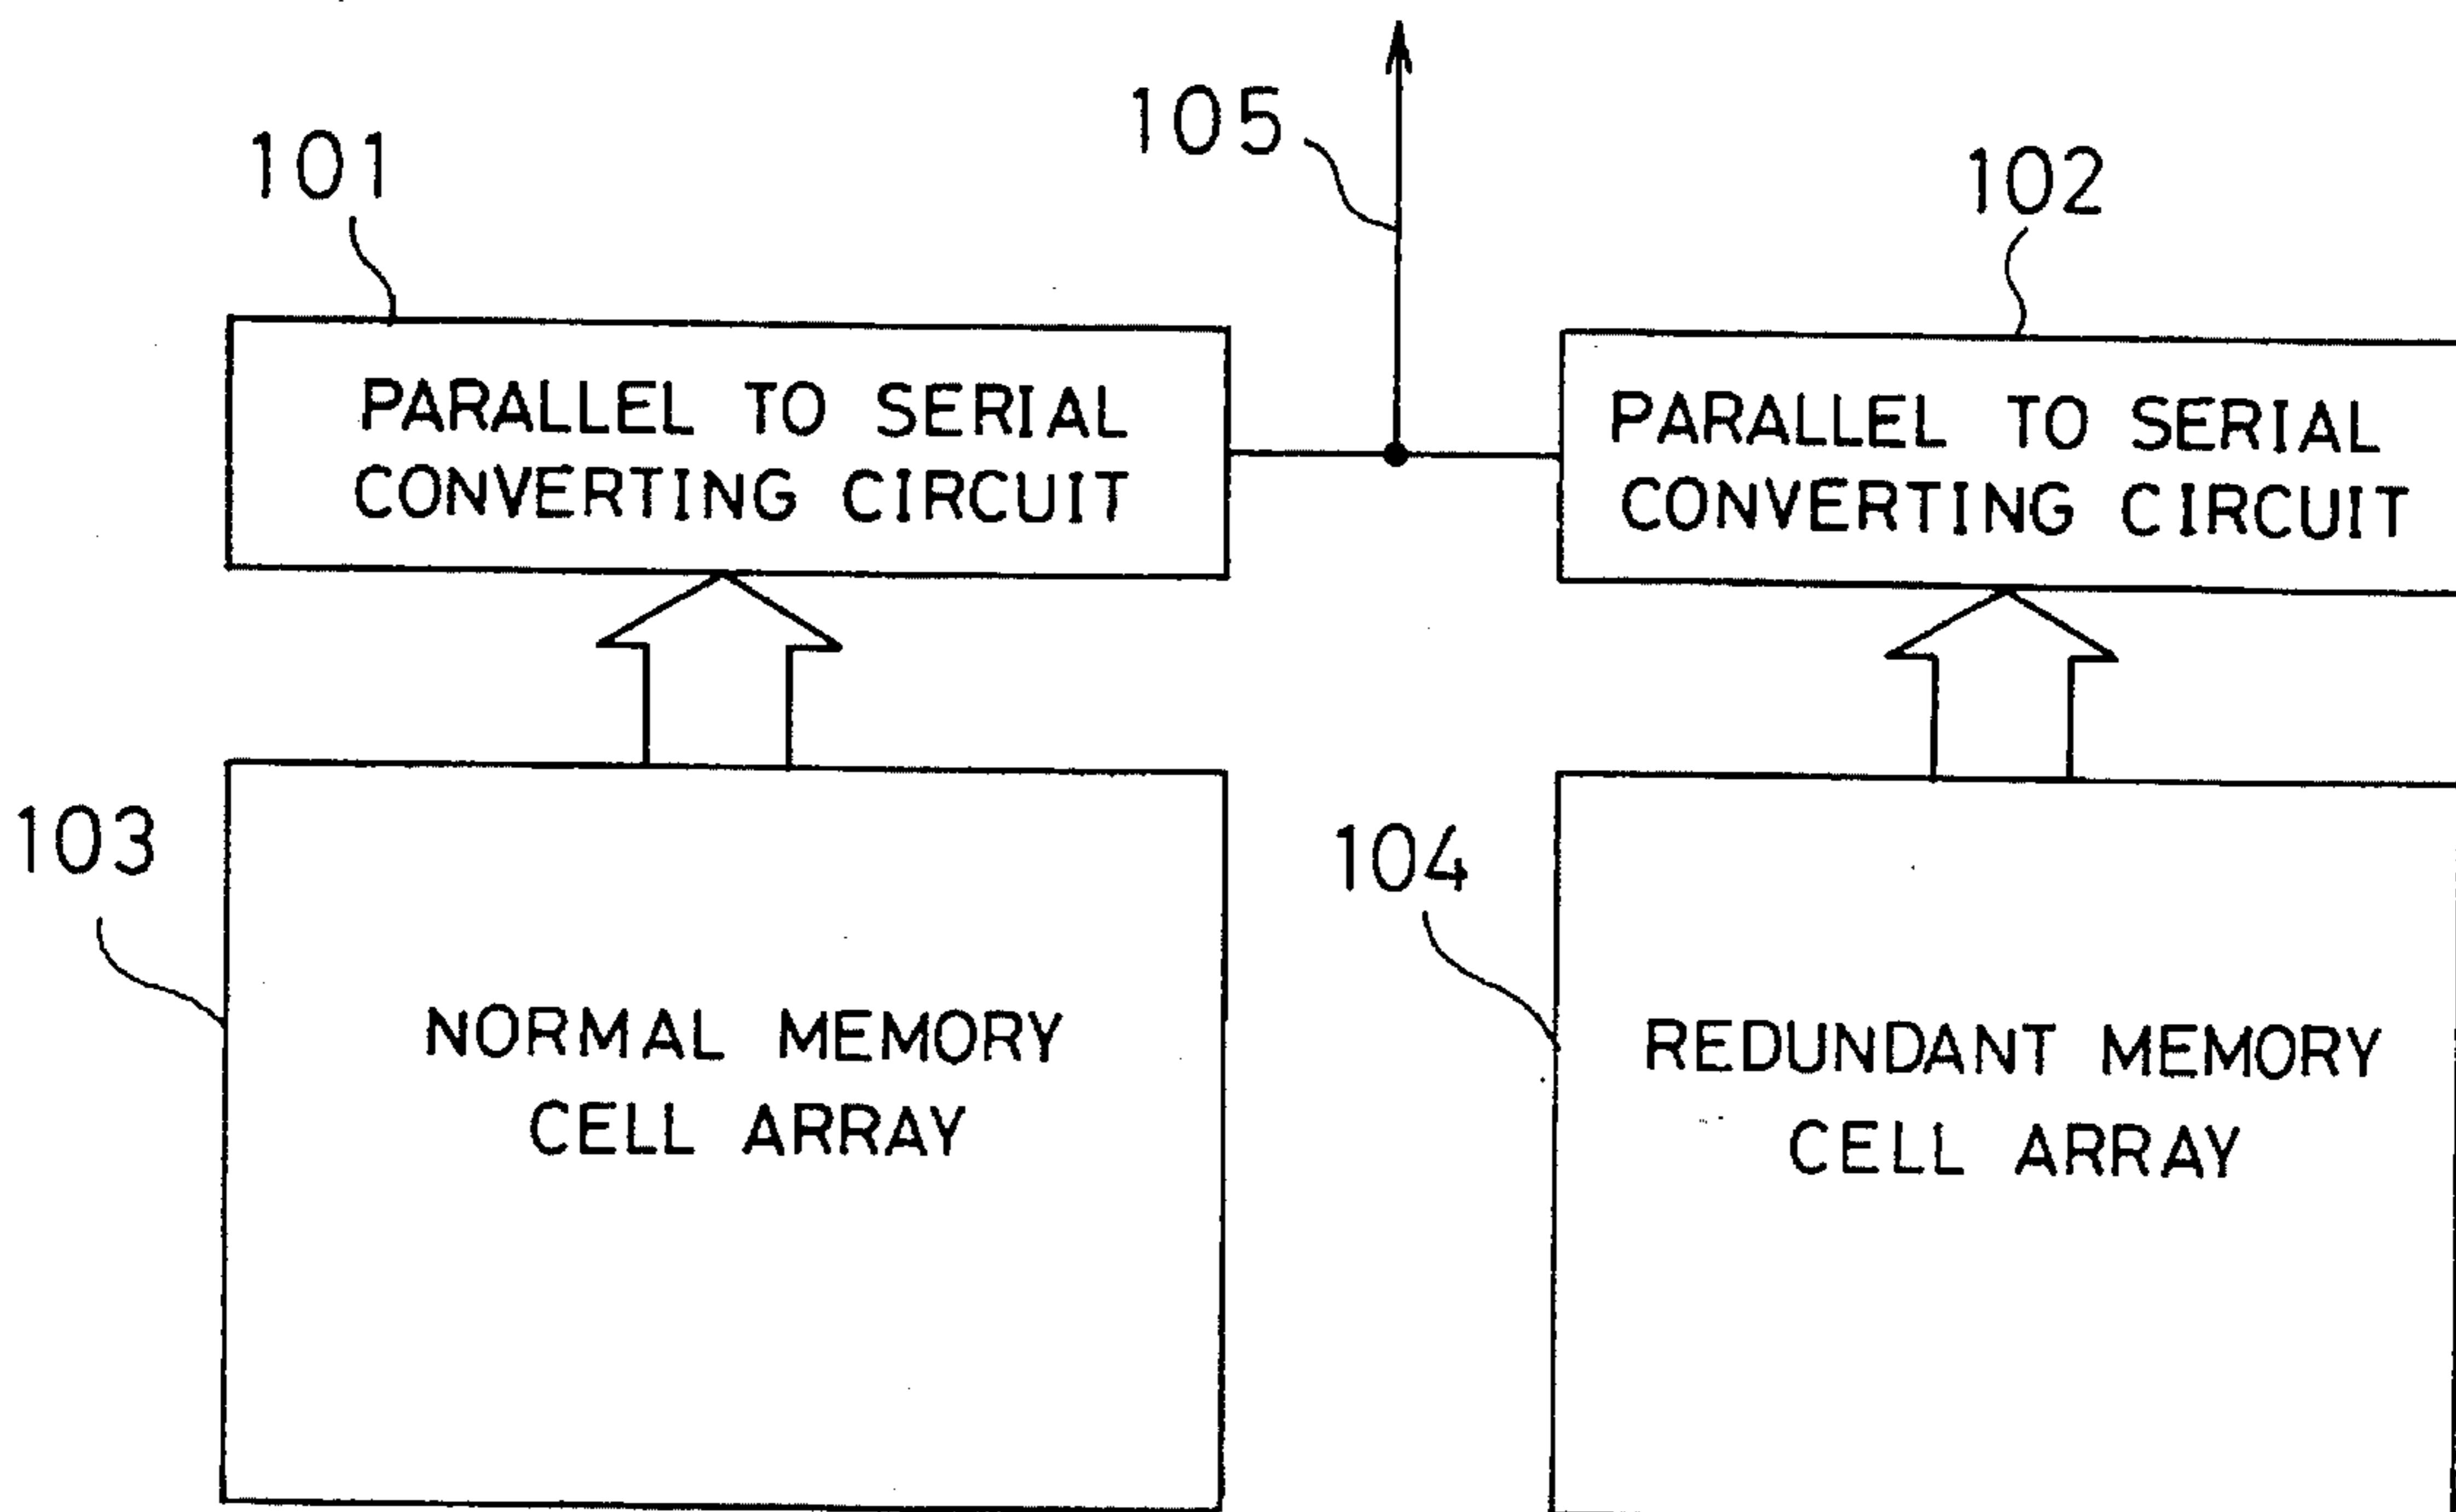 105
101
102
PARALLEL TO SERIAL
CONVERTING CIRCUIT
PARALLEL TO SERIAL
CONVERTING CIRCUIT
103
104
NORMAL MEMORY
CELL ARRAY
REDUNDANT MEMORY
CELL ARRAY